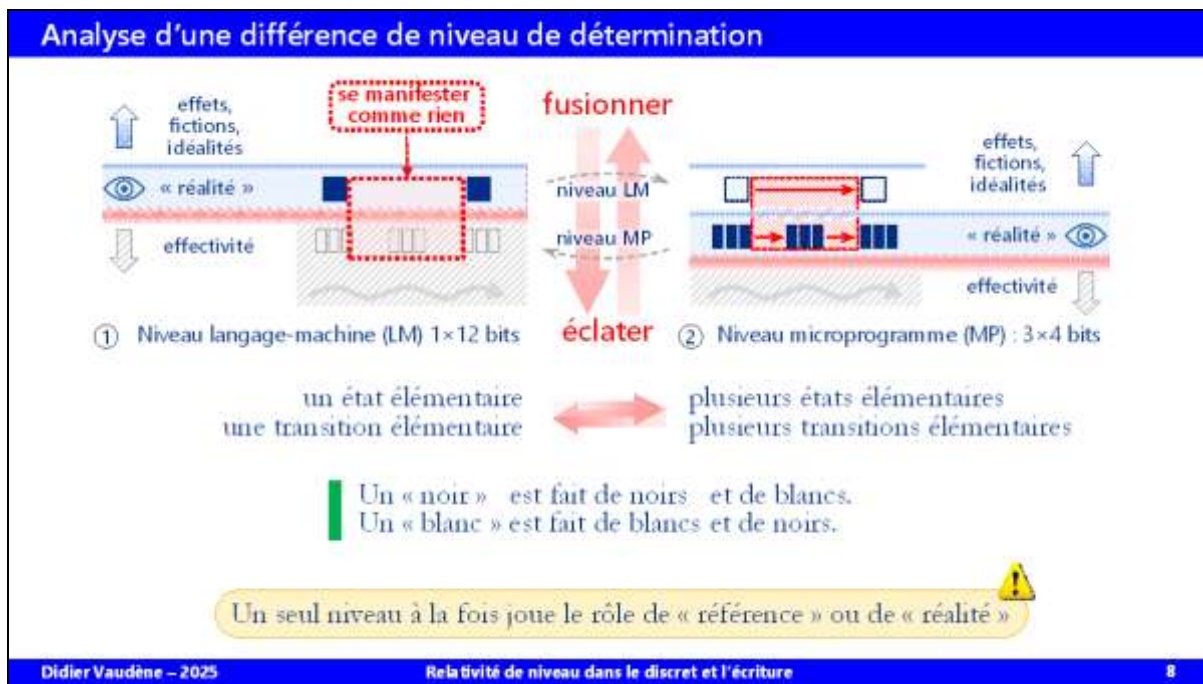 Analyse d'une différence de niveau de détermination
effets,
fictions,
idéalités
« réalité »
effectivité
se manifester
comme rien
fusionner
niveau LM
niveau MP
éclater
effets,
fictions,
idéalités
« réalité »
effectivité
1 Niveau langage-machine (LM) 1×12 bits
2 Niveau microprogramme (MP) : 3×4 bits
un état élémentaire
une transition élémentaire
plusieurs états élémentaires
plusieurs transitions élémentaires
Un « noir » est fait de noirs et de blancs.
Un « blanc » est fait de blancs et de noirs.
Un seul niveau à la fois joue le rôle de « référence » ou de « réalité »
Didier Vaudène – 2025
Relativité de niveau dans le discret et l'écriture
8